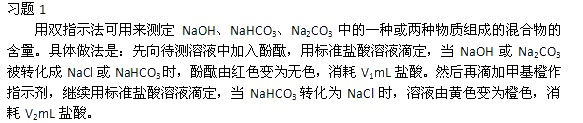 习题 1
用双指示法可用来测定 NaOH、NaHCO₃、Na₂CO₃ 中的一种或两种物质组成的混合物的
含量。具体做法是：先向待测溶液中加入酚酞，用标准盐酸溶液滴定，当 NaOH 或 Na₂CO₃
被转化成 NaCl 或 NaHCO₃时，酚酞由红色变为无色，消耗 V₁mL 盐酸。然后再滴加甲基橙作
指示剂，继续用标准盐酸溶液滴定，当 NaHCO₃ 转化为 NaCl 时，溶液由黄色变为橙色，消
耗 V₂mL 盐酸。